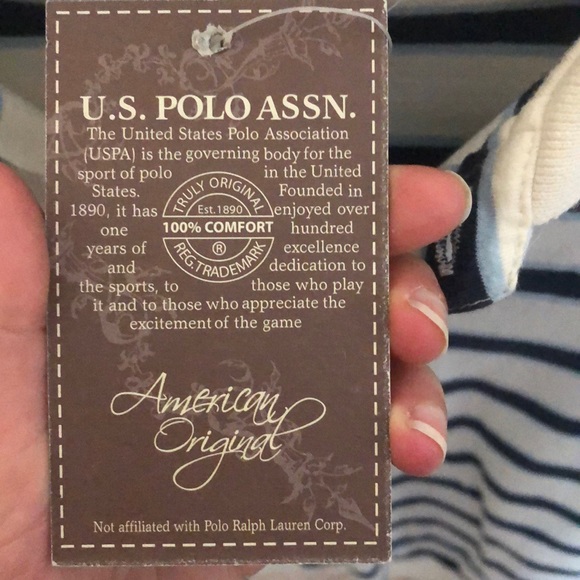 U.S. POLO ASSN.
The United States Polo Association
(USPA) is the governing body for the
sport of polo in the United
States. Founded in
1890, it has enjoyed over
one hundred
years of excellence
and dedication to
the sports, to those who play
it and to those who appreciate the
excitement of the game
TRULY ORIGINAL
Est.1890
100% COMFORT
®
REG.TRADEMARK
American
Original
Not affiliated with Polo Ralph Lauren Corp.